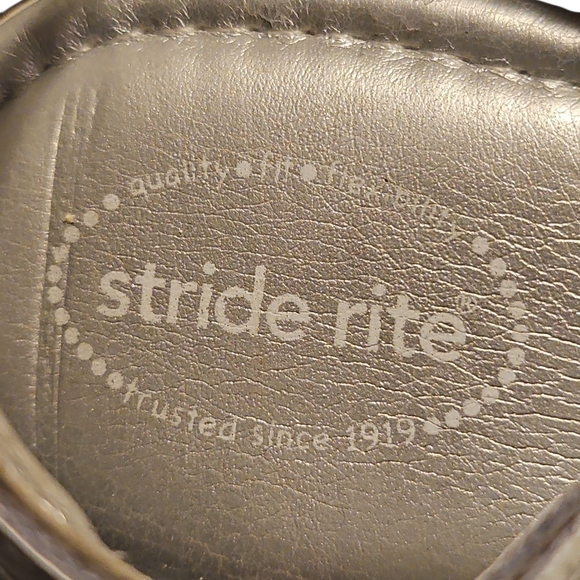 quality•fit•flexibility
stride rite®
trusted since 1919